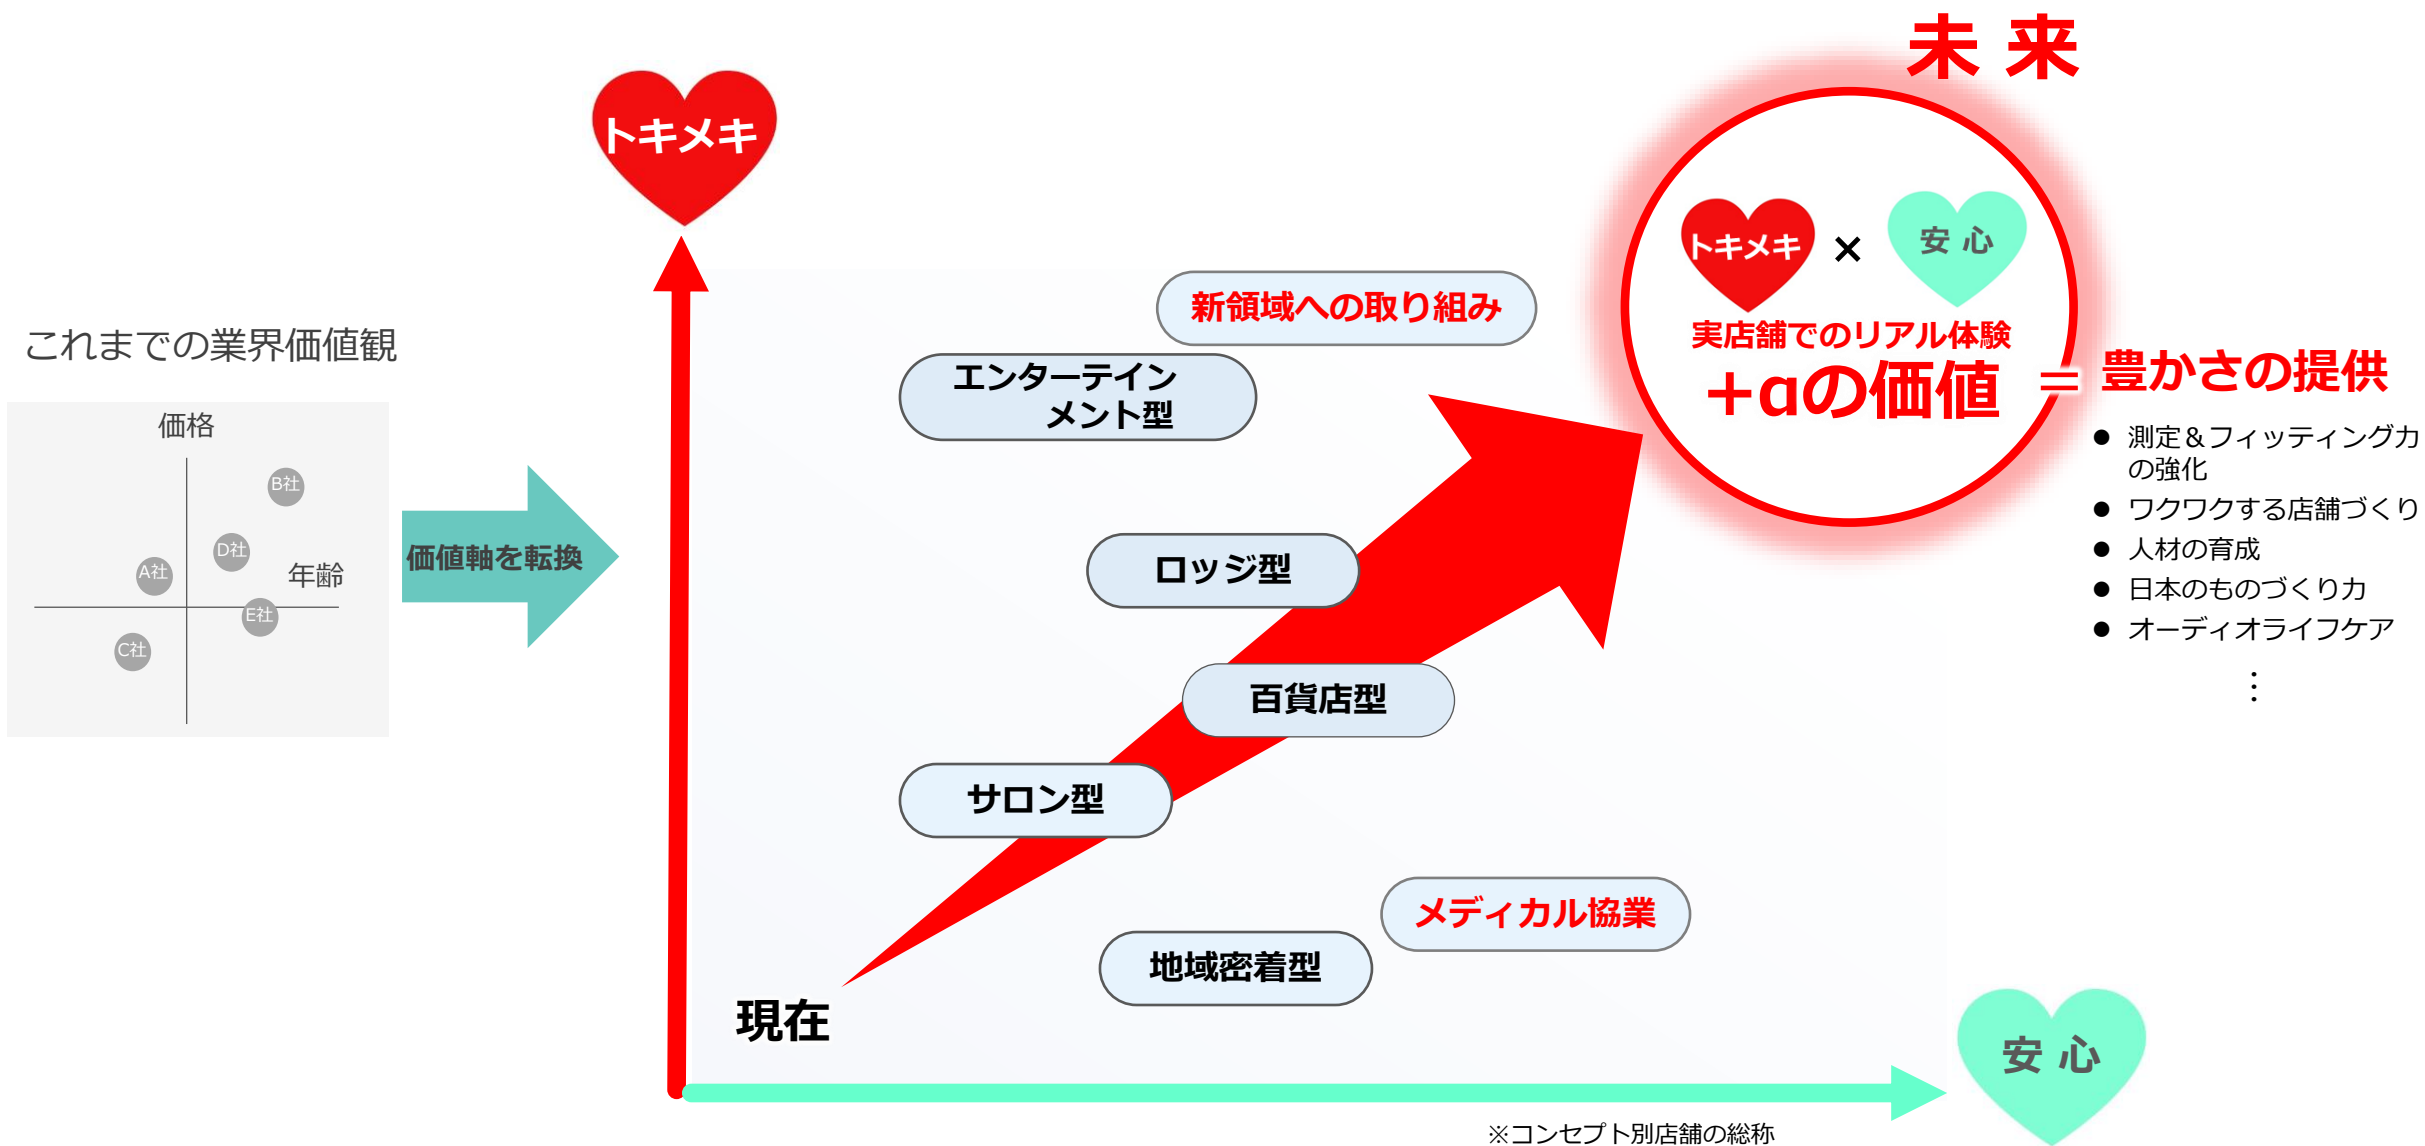 これまでの業界価値観
価格
B社
D社
A社
年齢
E社
C社
価値軸を転換
トキメキ
新領域への取り組み
エンターテイン
メント型
ロッジ型
百貨店型
サロン型
メディカル協業
地域密着型
現在
安 心
※コンセプト別店舗の総称
未 来
トキメキ
×
安 心
実店舗でのリアル体験
+αの価値
＝ 豊かさの提供
● 測定＆フィッティング力
の強化
● ワクワクする店舗づくり
● 人材の育成
● 日本のものづくり力
● オーディオライフケア
⋮